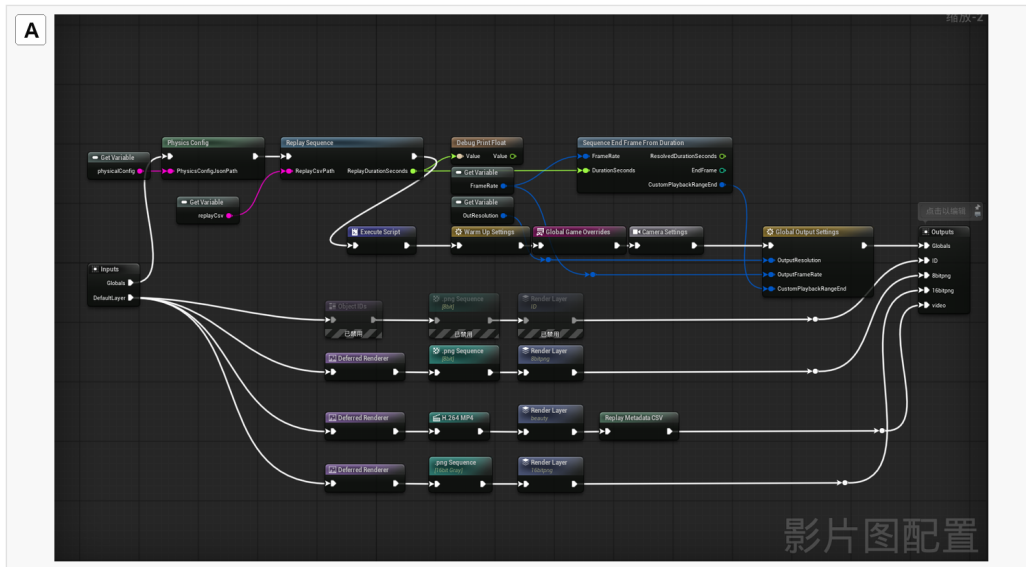 A
缩放-2
Physics Config
Replay Sequence
Debug Print Float
Sequence End Frame From Duration
Get Variable
physicalConfig
PhysicsConfigJsonPath
ReplayCsvPath
ReplayDurationSeconds
Value
Value
FrameRate
ResolvedDurationSeconds
DurationSeconds
EndFrame
CustomPlaybackRangeEnd
Get Variable
FrameRate
Get Variable
replayCsv
Get Variable
OutResolution
点击以编辑
Execute Script
Warm Up Settings
Global Game Overrides
Camera Settings
Global Output Settings
Outputs
Globals
OutputResolution
ID
OutputFrameRate
8bitpng
CustomPlaybackRangeEnd
16bitpng
video
Inputs
Globals
DefaultLayer
Object IDs
已禁用
.png Sequence
[8bit]
已禁用
Render Layer
ID
已禁用
Deferred Renderer
.png Sequence
[8bit]
Render Layer
8bitpng
Deferred Renderer
H.264 MP4
Render Layer
beauty
Replay Metadata CSV
Deferred Renderer
.png Sequence
[16bit Gray]
Render Layer
16bitpng
影片图配置